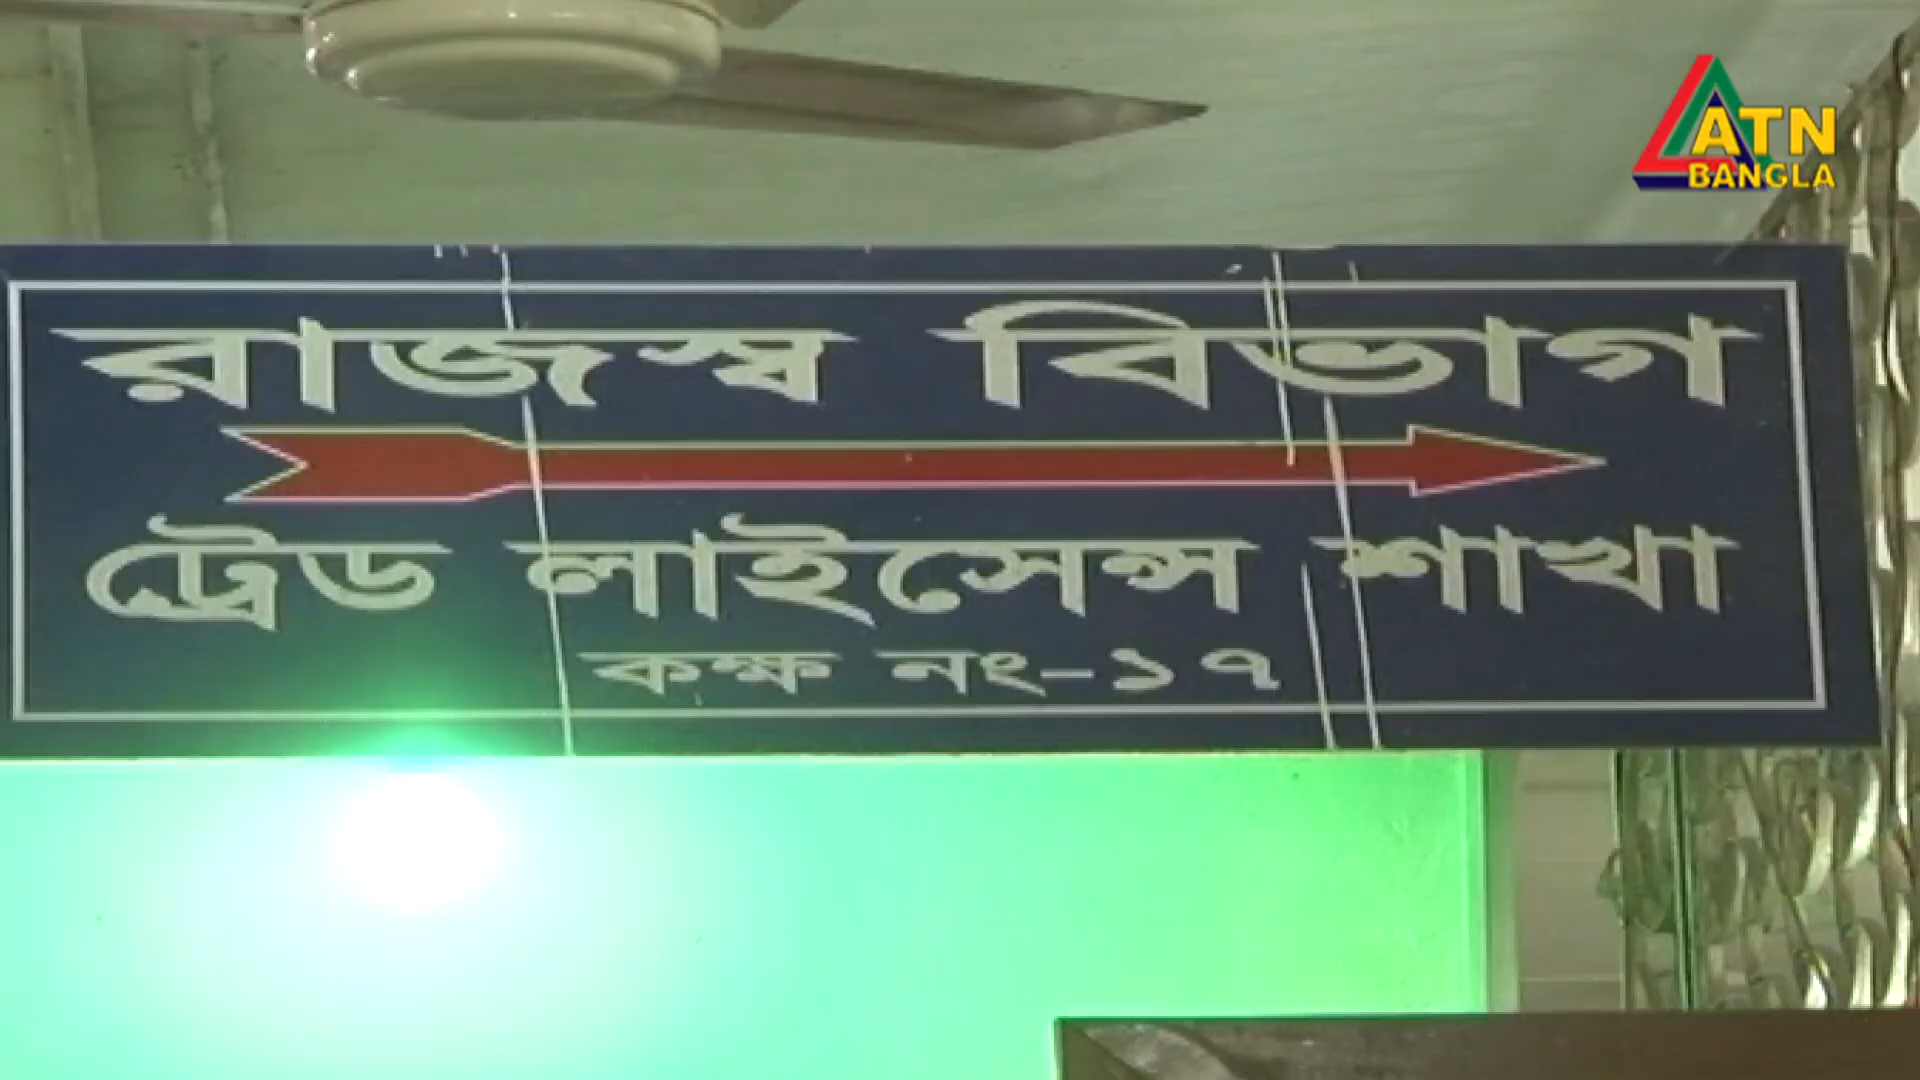 ATN
BANGLA
রাজস্ব বিভাগ
ট্রেড লাইসেন্স শাখা
কক্ষ নং-১৭